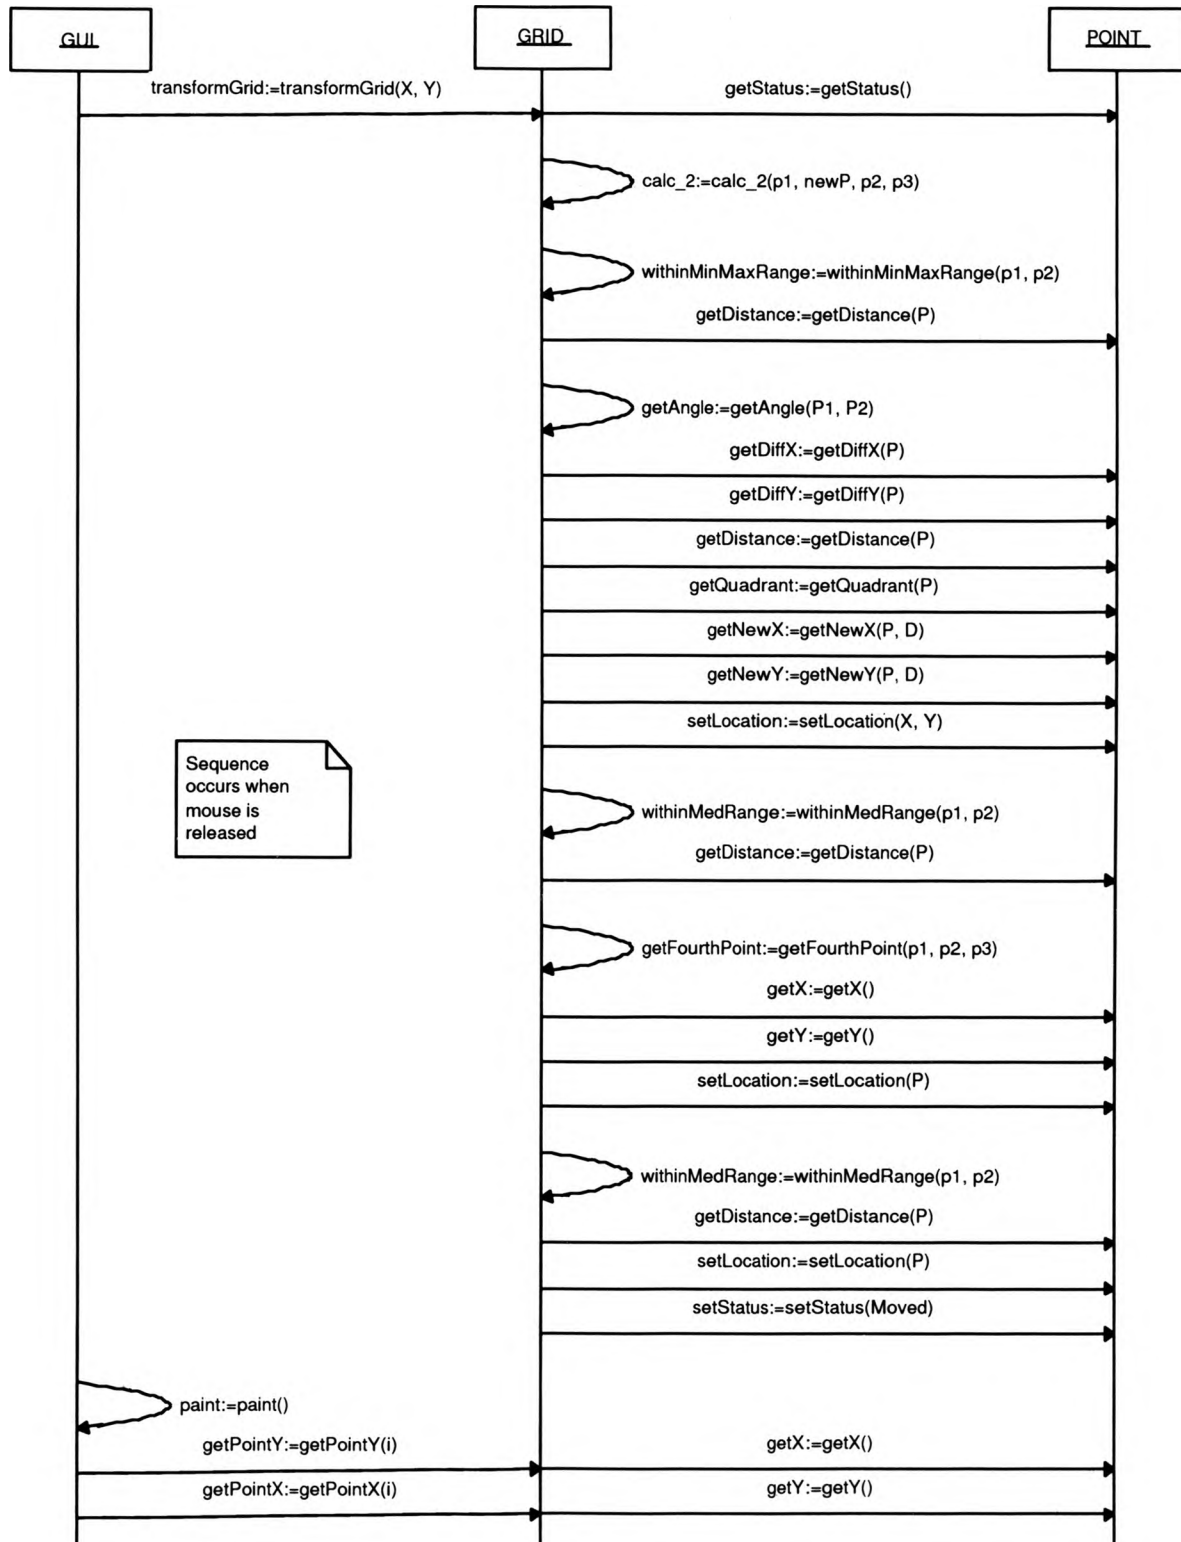 GUI
GRID
POINT
transformGrid:=transformGrid(X, Y)
getStatus:=getStatus()
calc_2:=calc_2(p1, newP, p2, p3)
withinMinMaxRange:=withinMinMaxRange(p1, p2)
getDistance:=getDistance(P)
getAngle:=getAngle(P1, P2)
getDiffX:=getDiffX(P)
getDiffY:=getDiffY(P)
getDistance:=getDistance(P)
getQuadrant:=getQuadrant(P)
getNewX:=getNewX(P, D)
getNewY:=getNewY(P, D)
setLocation:=setLocation(X, Y)
Sequence
occurs when
mouse is
released
withinMedRange:=withinMedRange(p1, p2)
getDistance:=getDistance(P)
getFourthPoint:=getFourthPoint(p1, p2, p3)
getX:=getX()
getY:=getY()
setLocation:=setLocation(P)
withinMedRange:=withinMedRange(p1, p2)
getDistance:=getDistance(P)
setLocation:=setLocation(P)
setStatus:=setStatus(Moved)
paint:=paint()
getPointY:=getPointY(i)
getX:=getX()
getPointX:=getPointX(i)
getY:=getY()